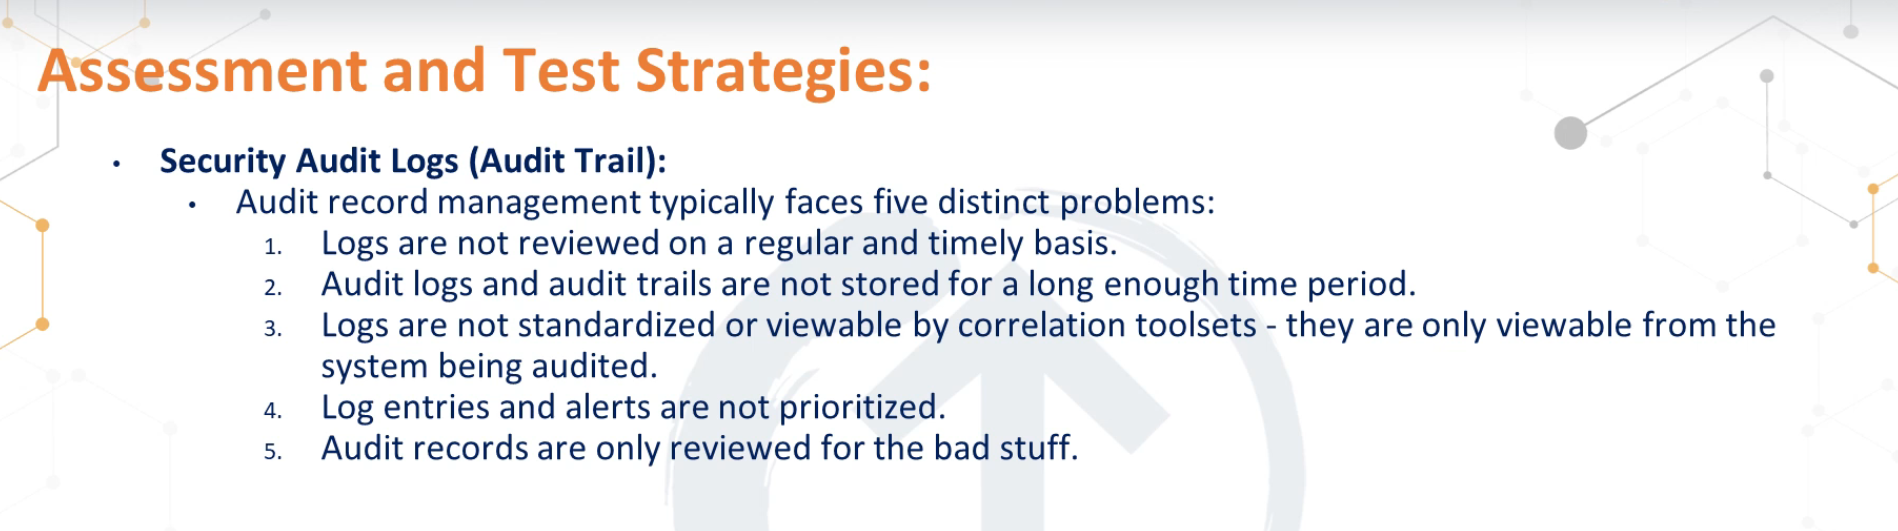 Assessment and Test Strategies:
• Security Audit Logs (Audit Trail):
• Audit record management typically faces five distinct problems:
1. Logs are not reviewed on a regular and timely basis.
2. Audit logs and audit trails are not stored for a long enough time period.
3. Logs are not standardized or viewable by correlation toolsets - they are only viewable from the
system being audited.
4. Log entries and alerts are not prioritized.
5. Audit records are only reviewed for the bad stuff.